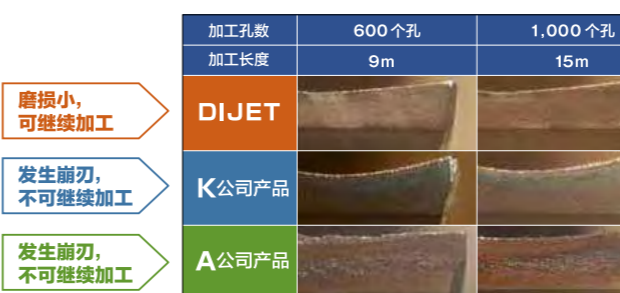 加工孔数 600个孔 1,000个孔
加工长度 9m 15m
磨损小，
可继续加工
DIJET
发生崩刃，
不可继续加工
K公司产品
发生崩刃，
不可继续加工
A公司产品